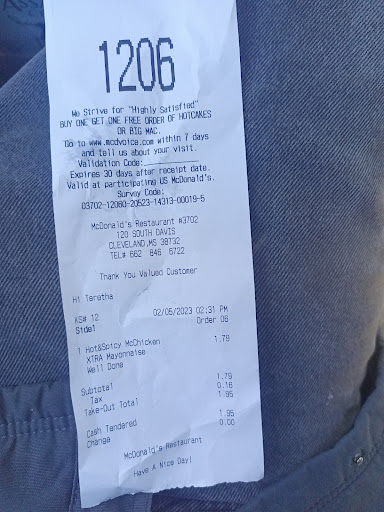 1206
We Strive for "Highly Satisfied"
BUY ONE GET ONE FREE ORDER OF HOTCAKES
OR BIG MAC.
Go to www.mcdvoice.com within 7 days
and tell us about your visit.
Validation Code:
Expires 30 days after receipt date.
Valid at participating US McDonald's.
Survey Code:
03702-12060-20523-14313-00019-5
McDonald's Restaurant #3702
120 SOUTH DAVIS
CLEVELAND,MS 38732
TEL# 662 846 6722
Thank You Valued Customer
Hi Teretha
KS# 12 02/05/2023 02:31 PM
Side1 Order 06
1 Hot&Spicy McChicken 1.79
XTRA Mayonnaise
Well Done
Subtotal 1.79
Tax 0.16
Take-Out Total 1.95
Cash Tendered 1.95
Change 0.00
McDonald's Restaurant
Have A Nice Day!